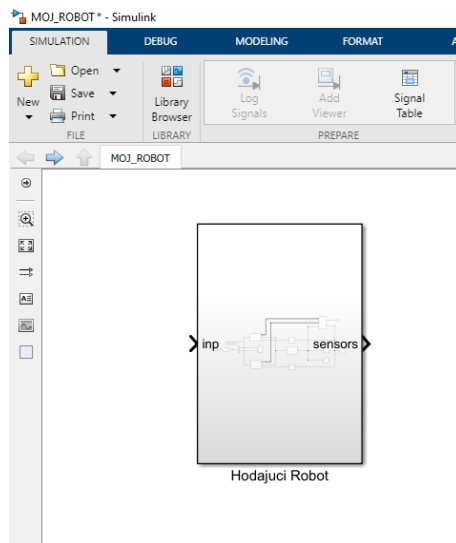 MOJ_ROBOT * - Simulink
SIMULATION DEBUG MODELING FORMAT A
New
Open
Save
Print
FILE
Library
Browser
LIBRARY
Log
Signals
Add
Viewer
Signal
Table
PREPARE
MOJ_ROBOT
inp
sensors
Hodajuci Robot